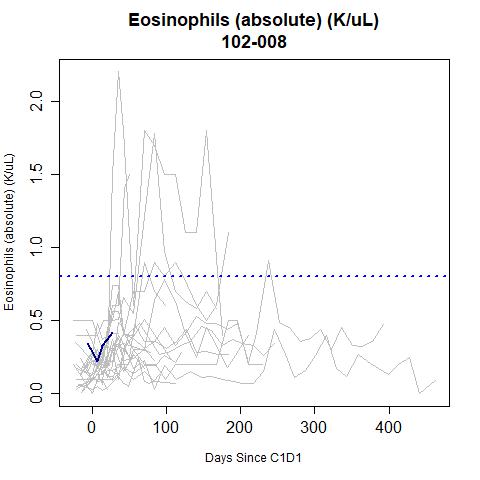 Eosinophils (absolute) (K/uL)
102-008
Eosinophils (absolute) (K/uL)
2.0
1.5
1.0
0.5
0.0
0 100 200 300 400
Days Since C1D1